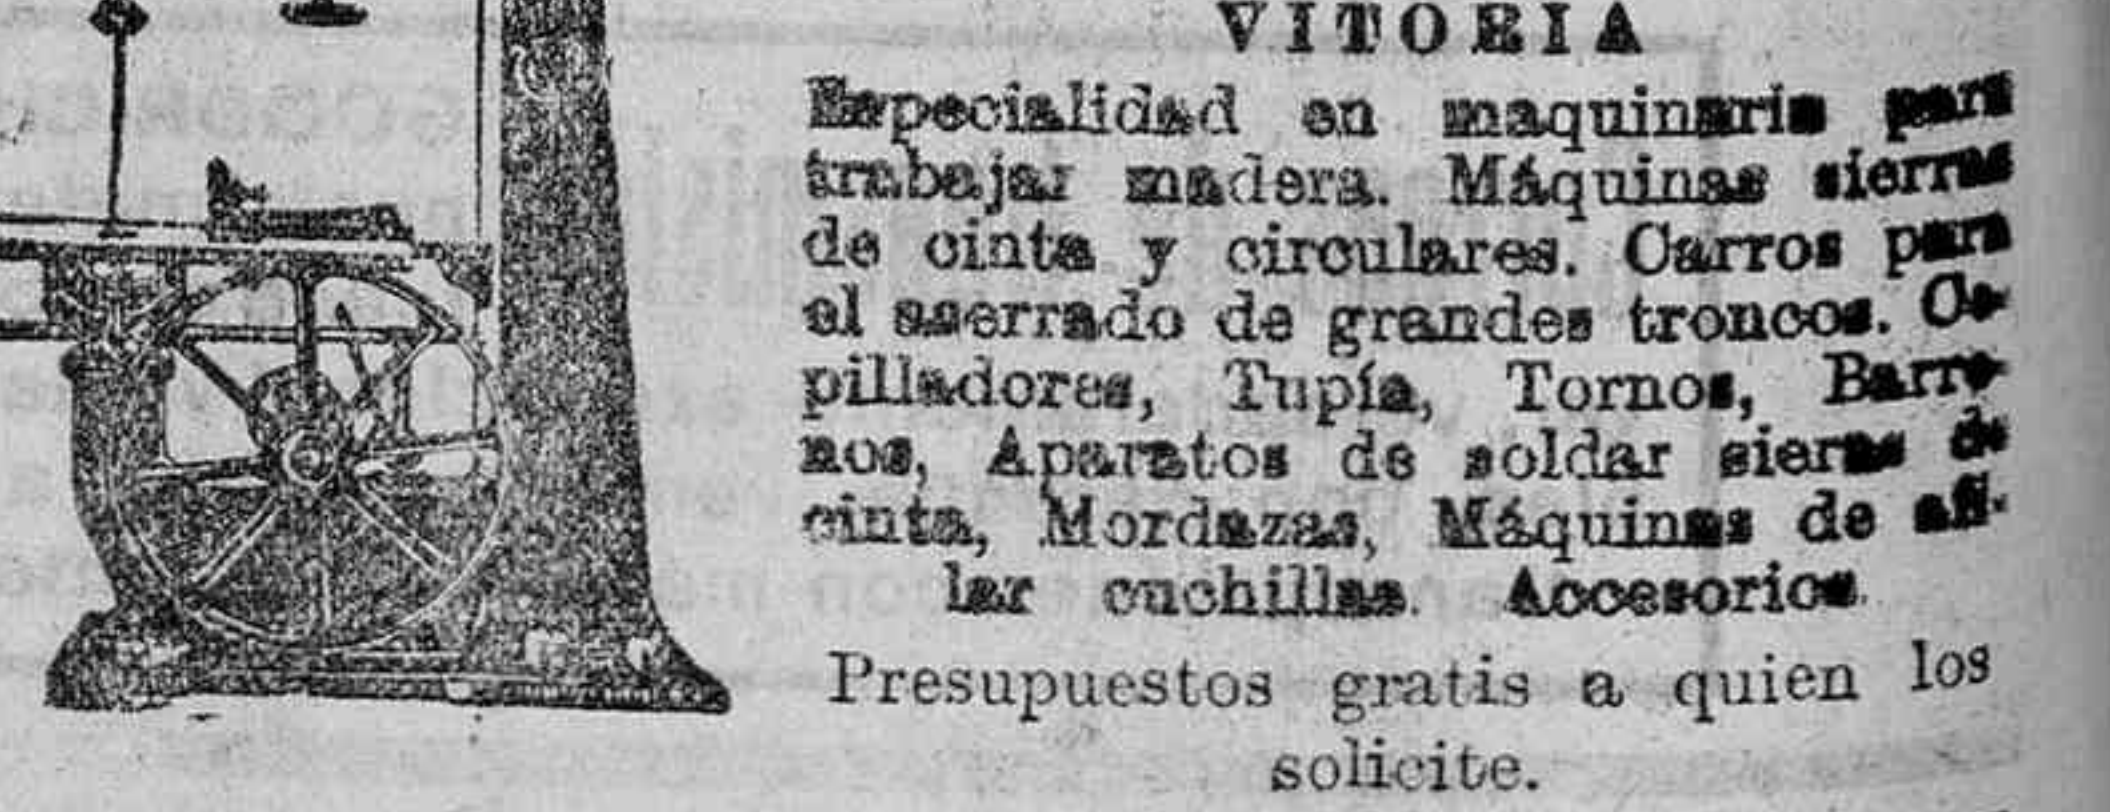 VITORIA
Especialidad en maquinaria para
trabajar madera. Máquinas sierras
de cinta y circulares. Carros para
el aserrado de grandes troncos. Ce-
pilladores, Tupía, Tornos, Barre-
nos, Aparatos de soldar sieras de
cinta, Mordazas, Máquinas de afi-
lar cuchillas. Accesorios.
Presupuestos gratis a quien los
solicite.